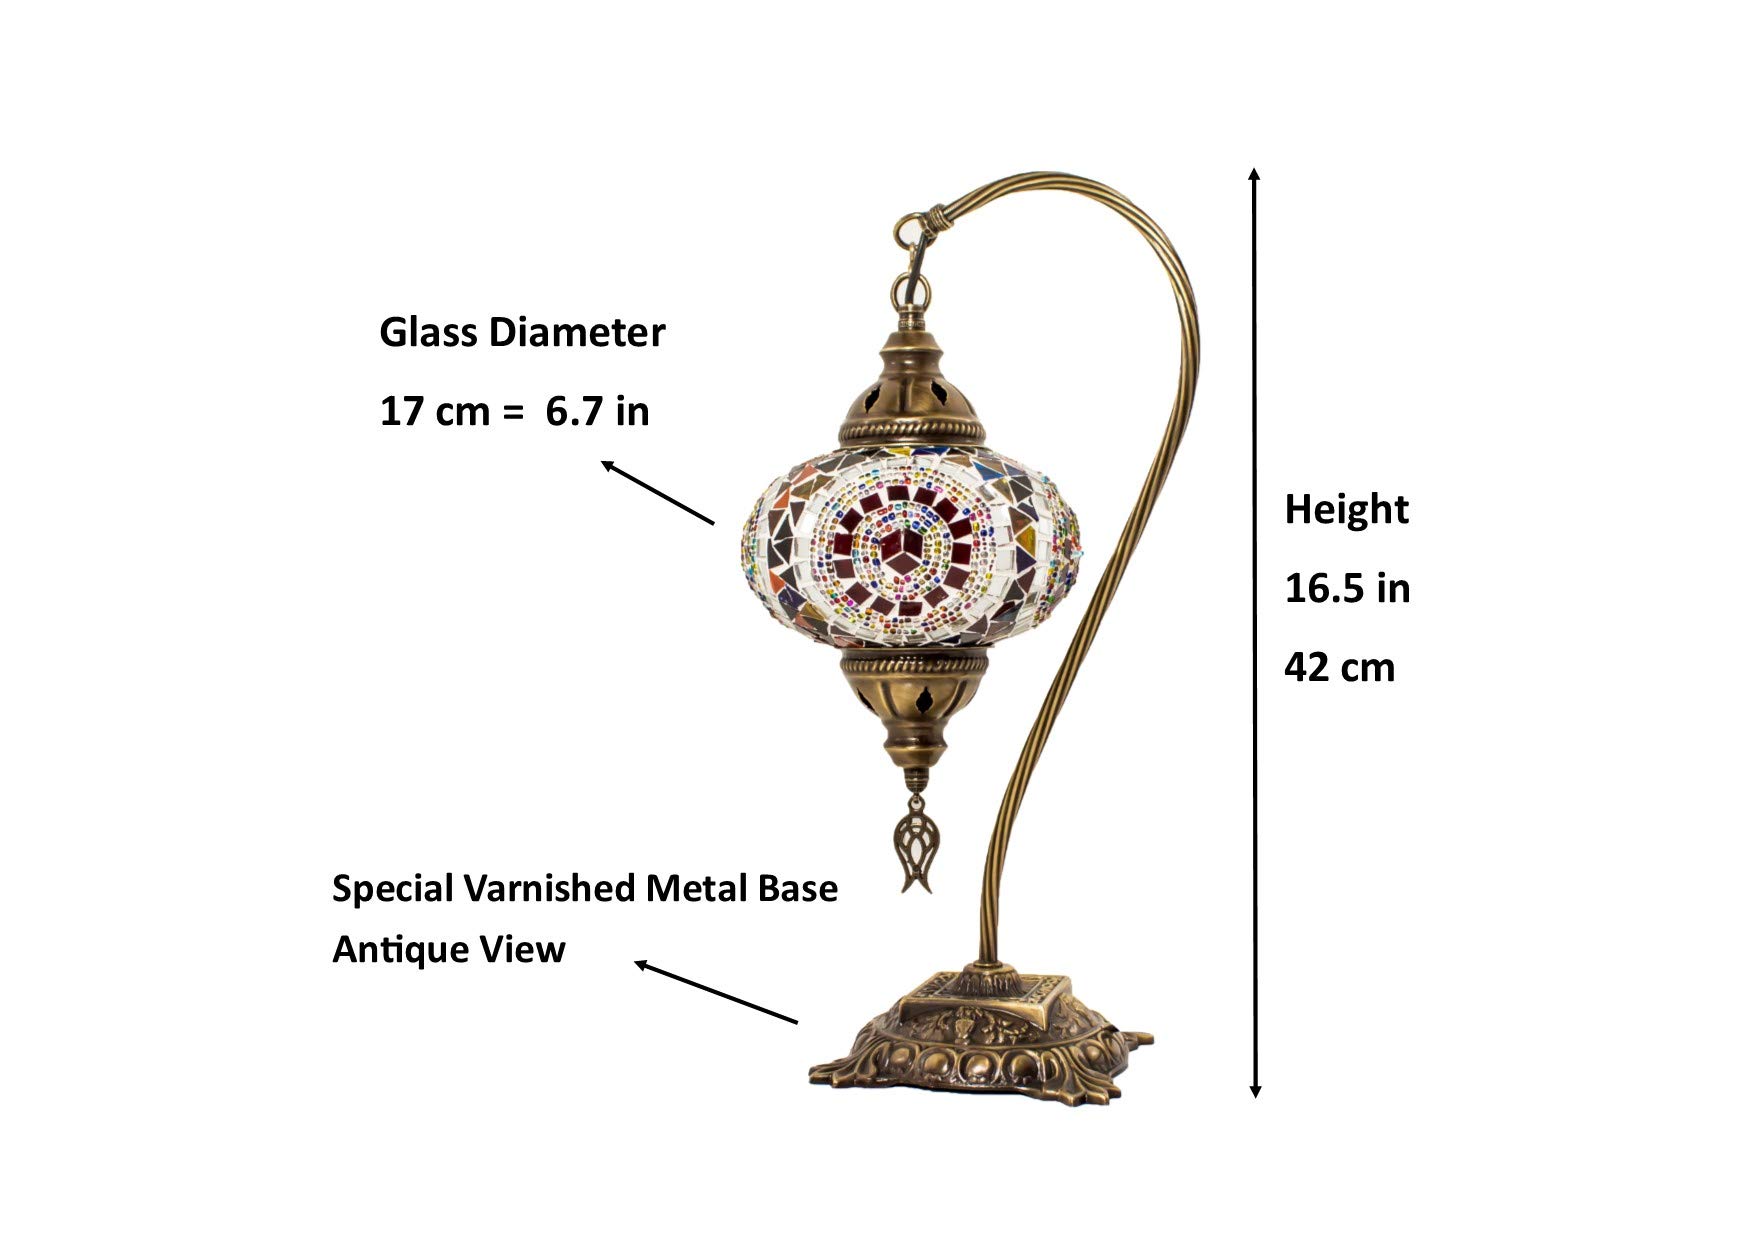 Glass Diameter
17 cm = 6.7 in
Height
16.5 in
42 cm
Special Varnished Metal Base
Antique View